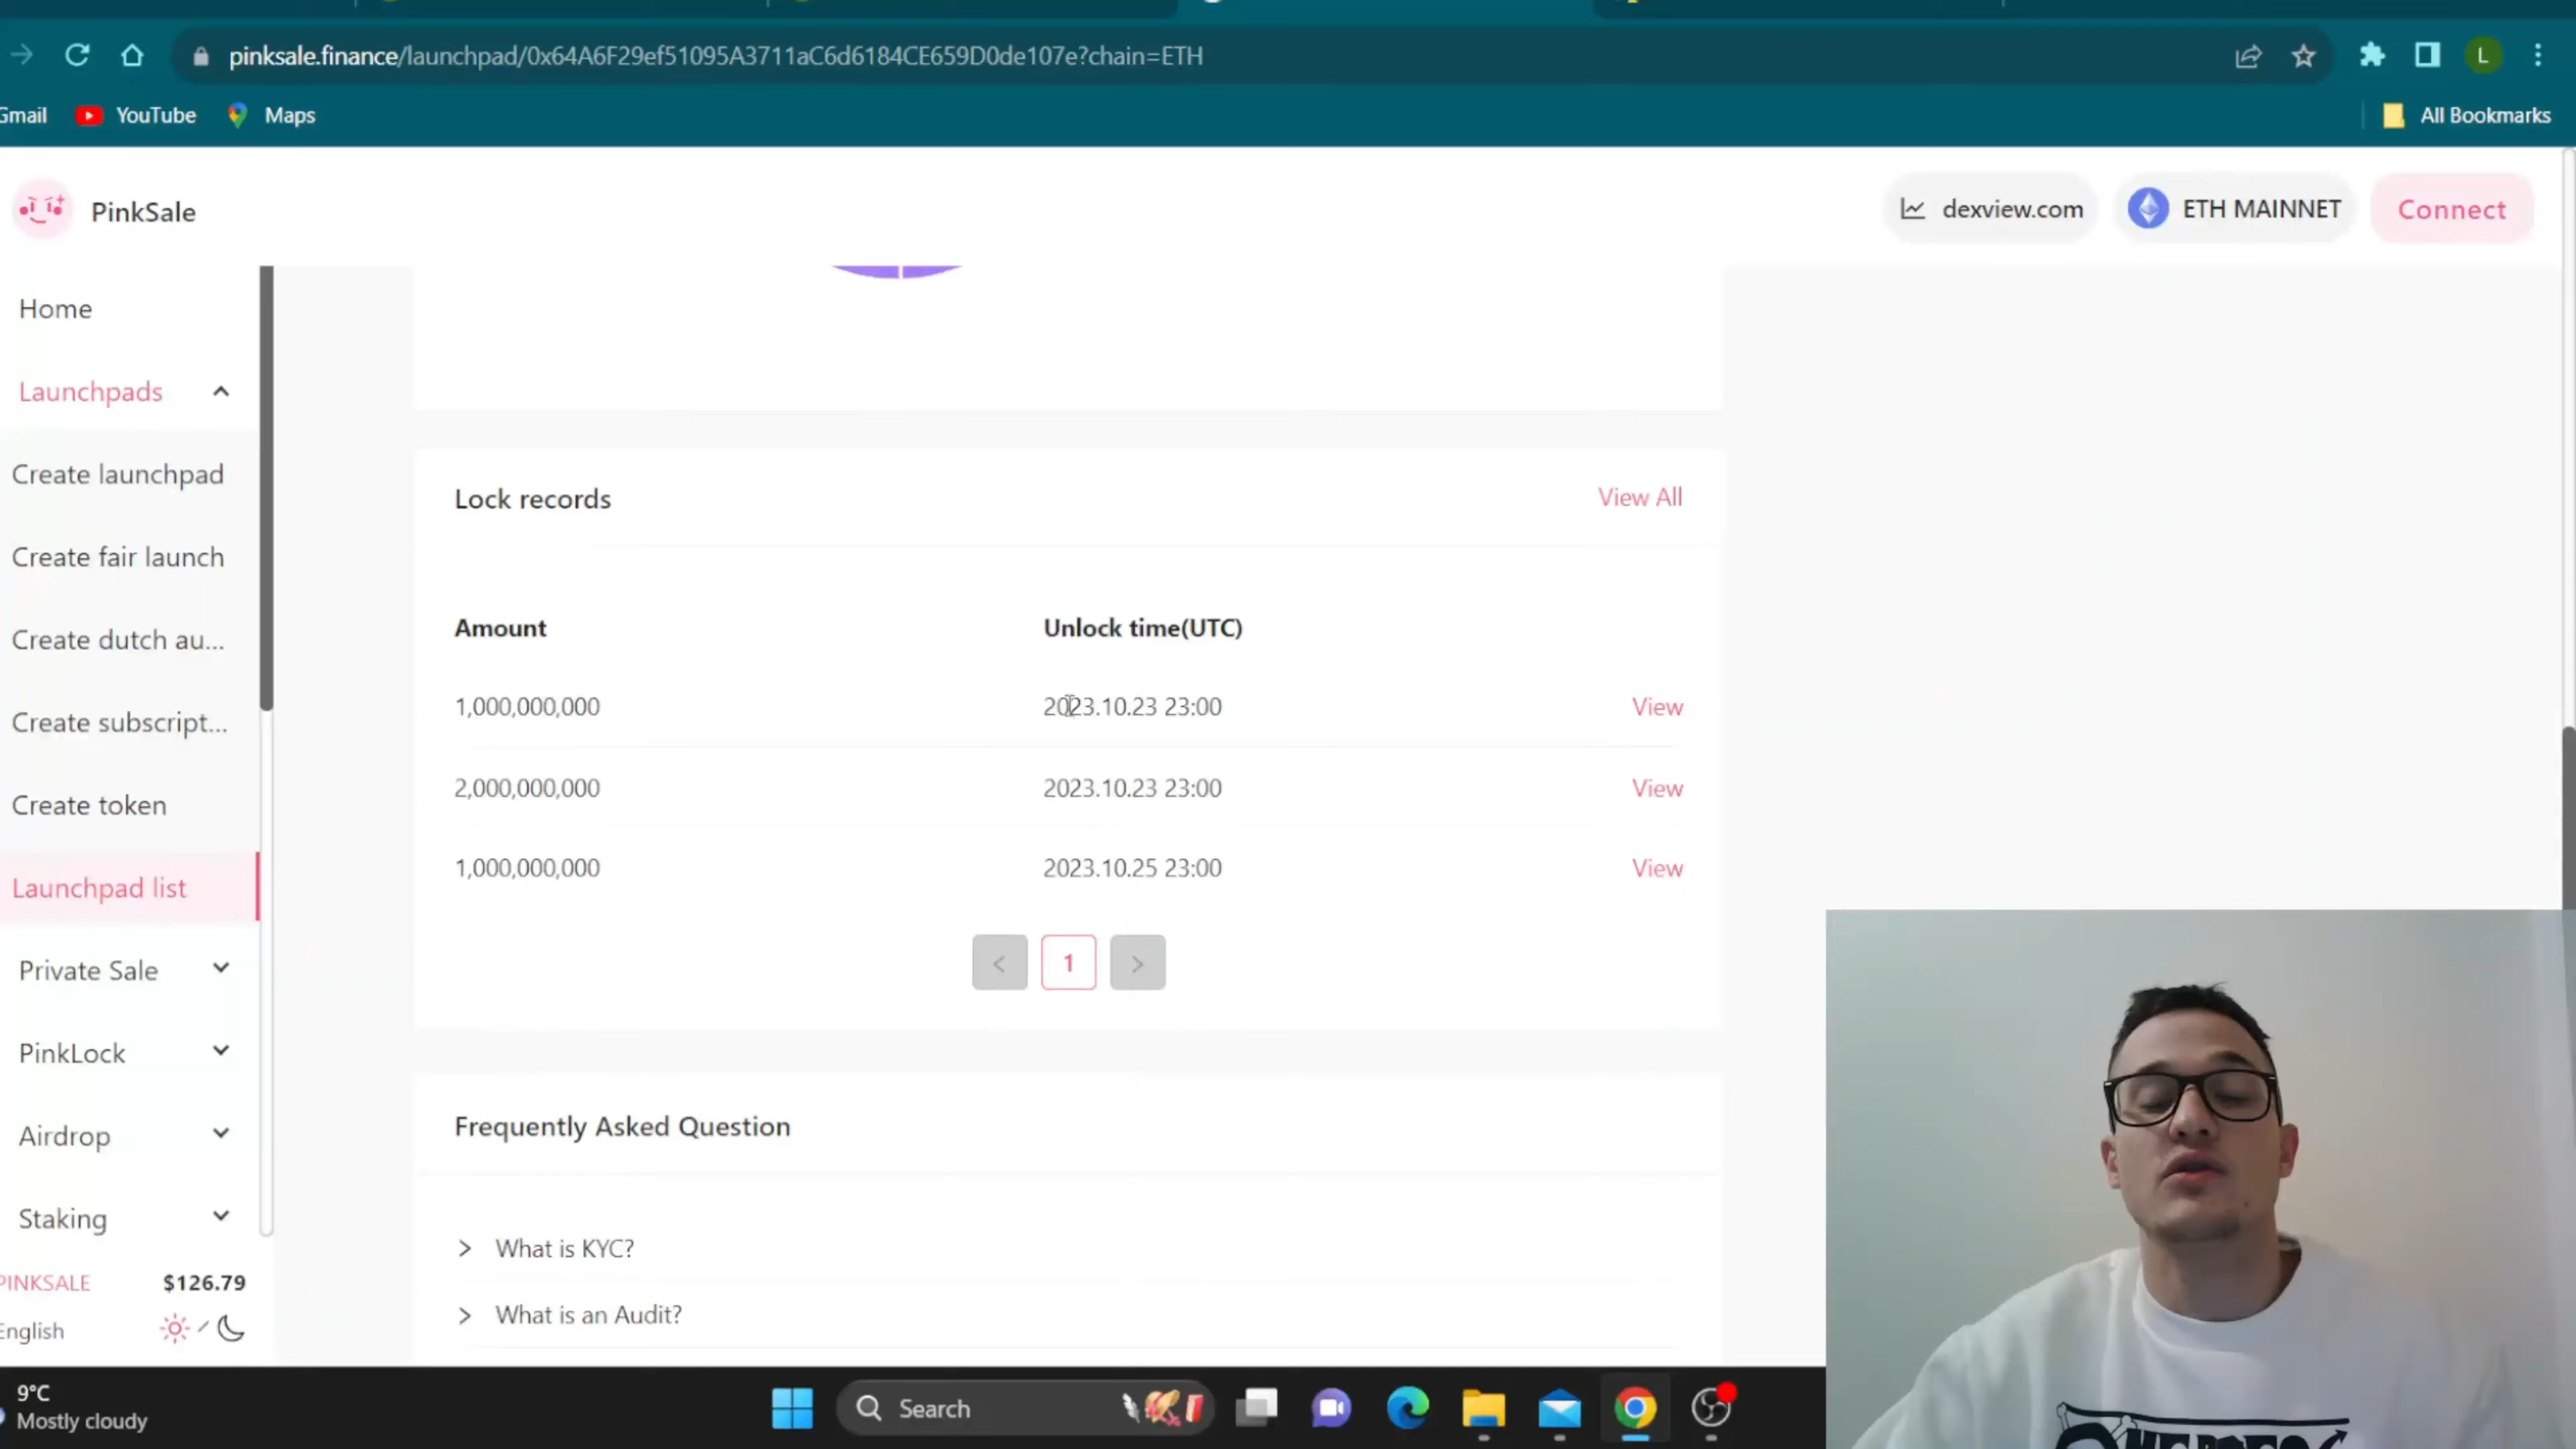 pinksale.finance/launchpad/0x64A6F29ef51095A3711aC6d6184CE659D0de107e?chain=ETH
L
Gmail
YouTube
Maps
All Bookmarks
PinkSale
dexview.com
ETH MAINNET
Connect
Home
Launchpads
Create launchpad
Create fair launch
Create dutch au...
Create subscript...
Create token
Launchpad list
Private Sale
PinkLock
Airdrop
Staking
PINKSALE $126.79
English
Lock records
View All
Amount Unlock time(UTC)
1,000,000,000 2023.10.23 23:00 View
2,000,000,000 2023.10.23 23:00 View
1,000,000,000 2023.10.25 23:00 View
< 1 >
Frequently Asked Question
> What is KYC?
> What is an Audit?
9°C
Mostly cloudy
Search